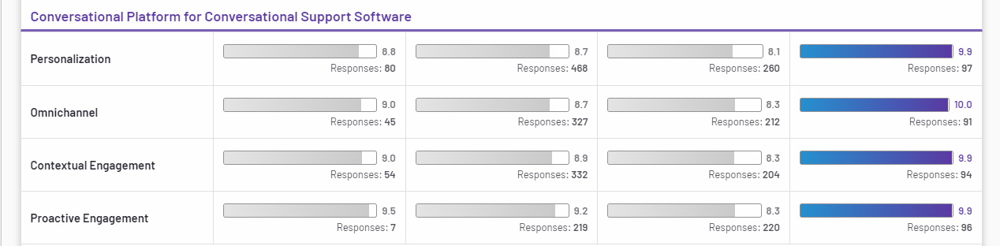 Conversational Platform for Conversational Support Software
Personalization
8.8
Responses: 80
8.7
Responses: 468
8.1
Responses: 260
9.9
Responses: 97
Omnichannel
9.0
Responses: 45
8.7
Responses: 327
8.3
Responses: 212
10.0
Responses: 91
Contextual Engagement
9.0
Responses: 54
8.9
Responses: 332
8.3
Responses: 204
9.9
Responses: 94
Proactive Engagement
9.5
Responses: 7
9.2
Responses: 219
8.3
Responses: 220
9.9
Responses: 96